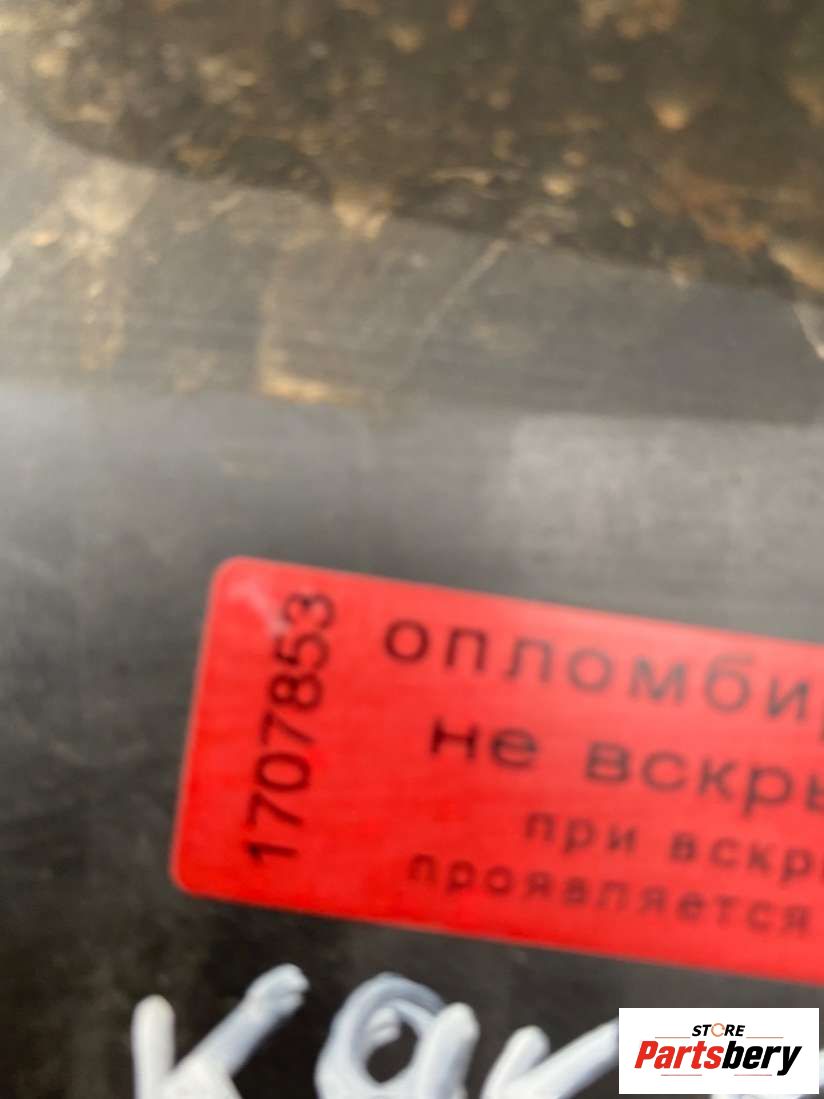 1707853
опломби
не вскры
при вскр
проявляется
STORE
Partsbery